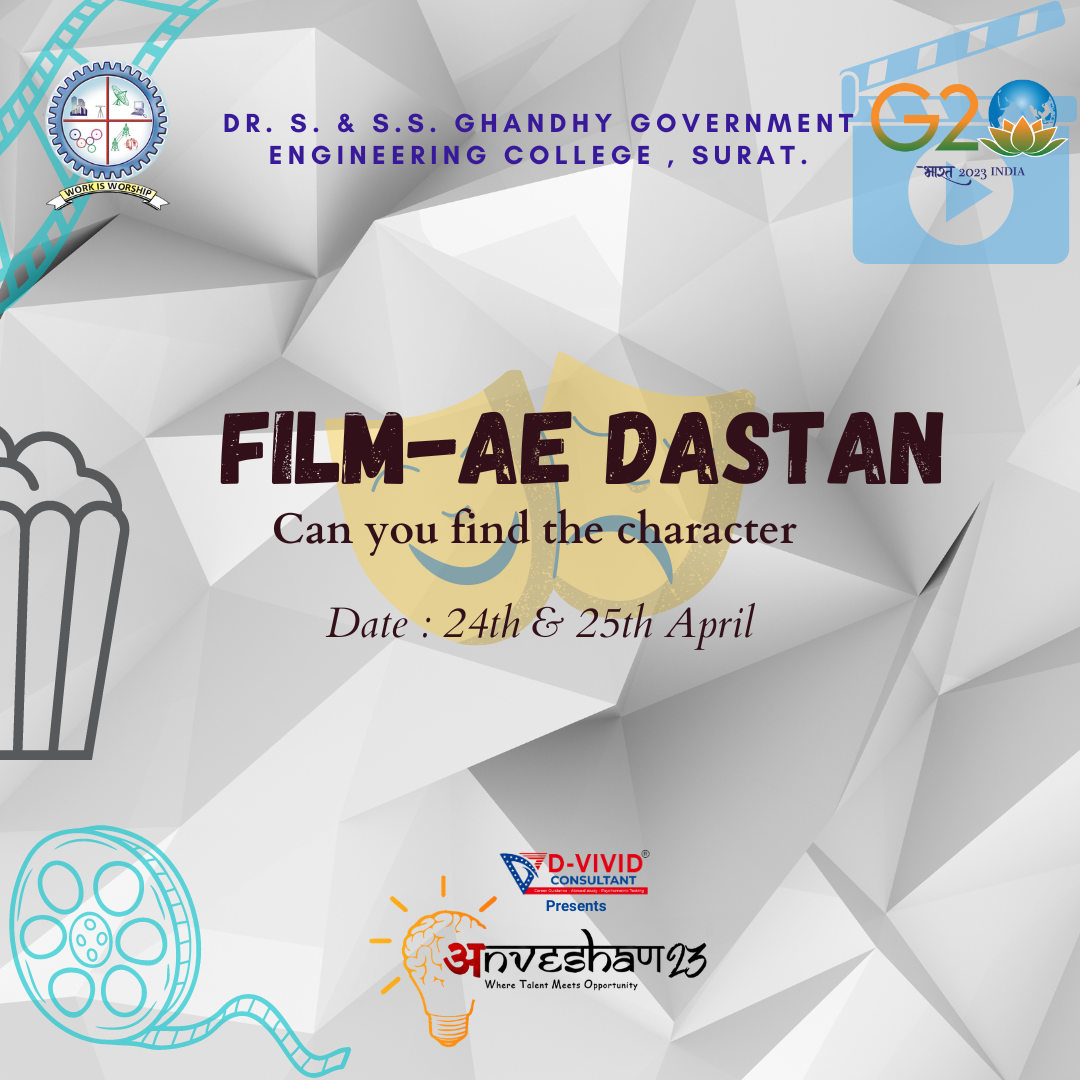 DR. S. & S.S. GHANDHY GOVERNMENT
ENGINEERING COLLEGE , SURAT.
WORK IS WORSHIP
G20
भारत 2023 INDIA
FILM-AE DASTAN
Can you find the character
Date : 24th & 25th April
D-VIVID®
CONSULTANT
Presents
अnveshaण23
Where Talent Meets Opportunity